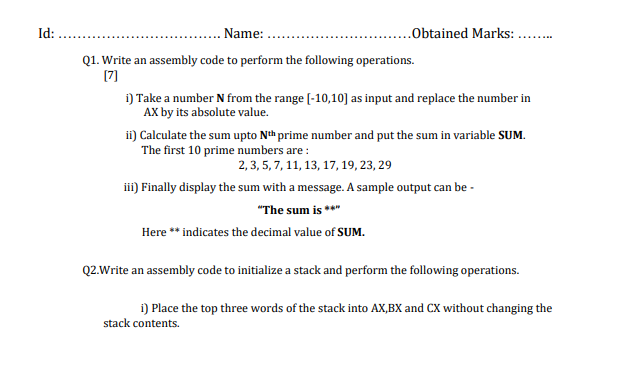 Id: .................................. Name: ..............................Obtained Marks: ........
Q1. Write an assembly code to perform the following operations.
[7]
i) Take a number N from the range [-10,10] as input and replace the number in
AX by its absolute value.
ii) Calculate the sum upto Nth prime number and put the sum in variable SUM.
The first 10 prime numbers are :
2, 3, 5, 7, 11, 13, 17, 19, 23, 29
iii) Finally display the sum with a message. A sample output can be -
“The sum is **”
Here ** indicates the decimal value of SUM.
Q2.Write an assembly code to initialize a stack and perform the following operations.
i) Place the top three words of the stack into AX,BX and CX without changing the
stack contents.